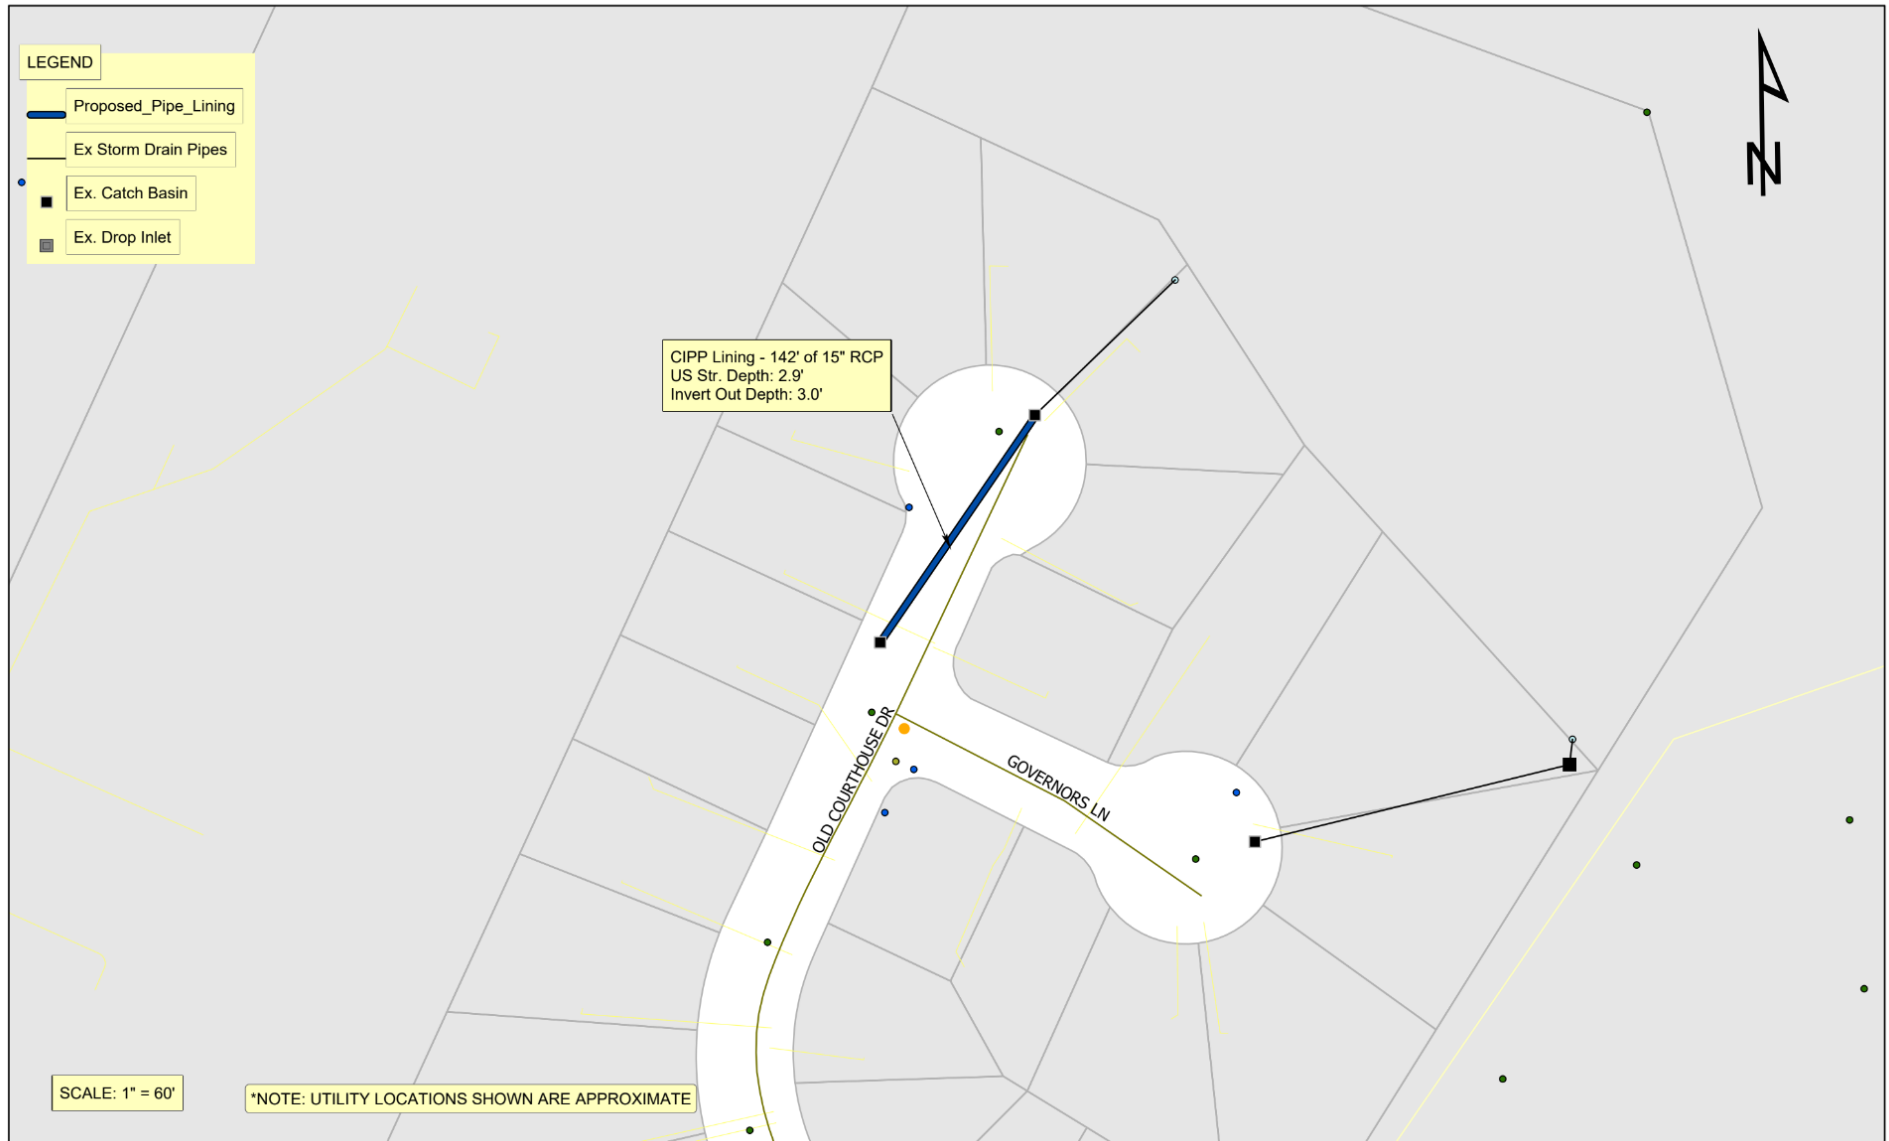 LEGEND
Proposed_Pipe_Lining
Ex Storm Drain Pipes
Ex. Catch Basin
Ex. Drop Inlet
N
CIPP Lining - 142' of 15" RCP
US Str. Depth: 2.9'
Invert Out Depth: 3.0'
OLD COURTHOUSE DR
GOVERNORS LN
SCALE: 1" = 60'
*NOTE: UTILITY LOCATIONS SHOWN ARE APPROXIMATE